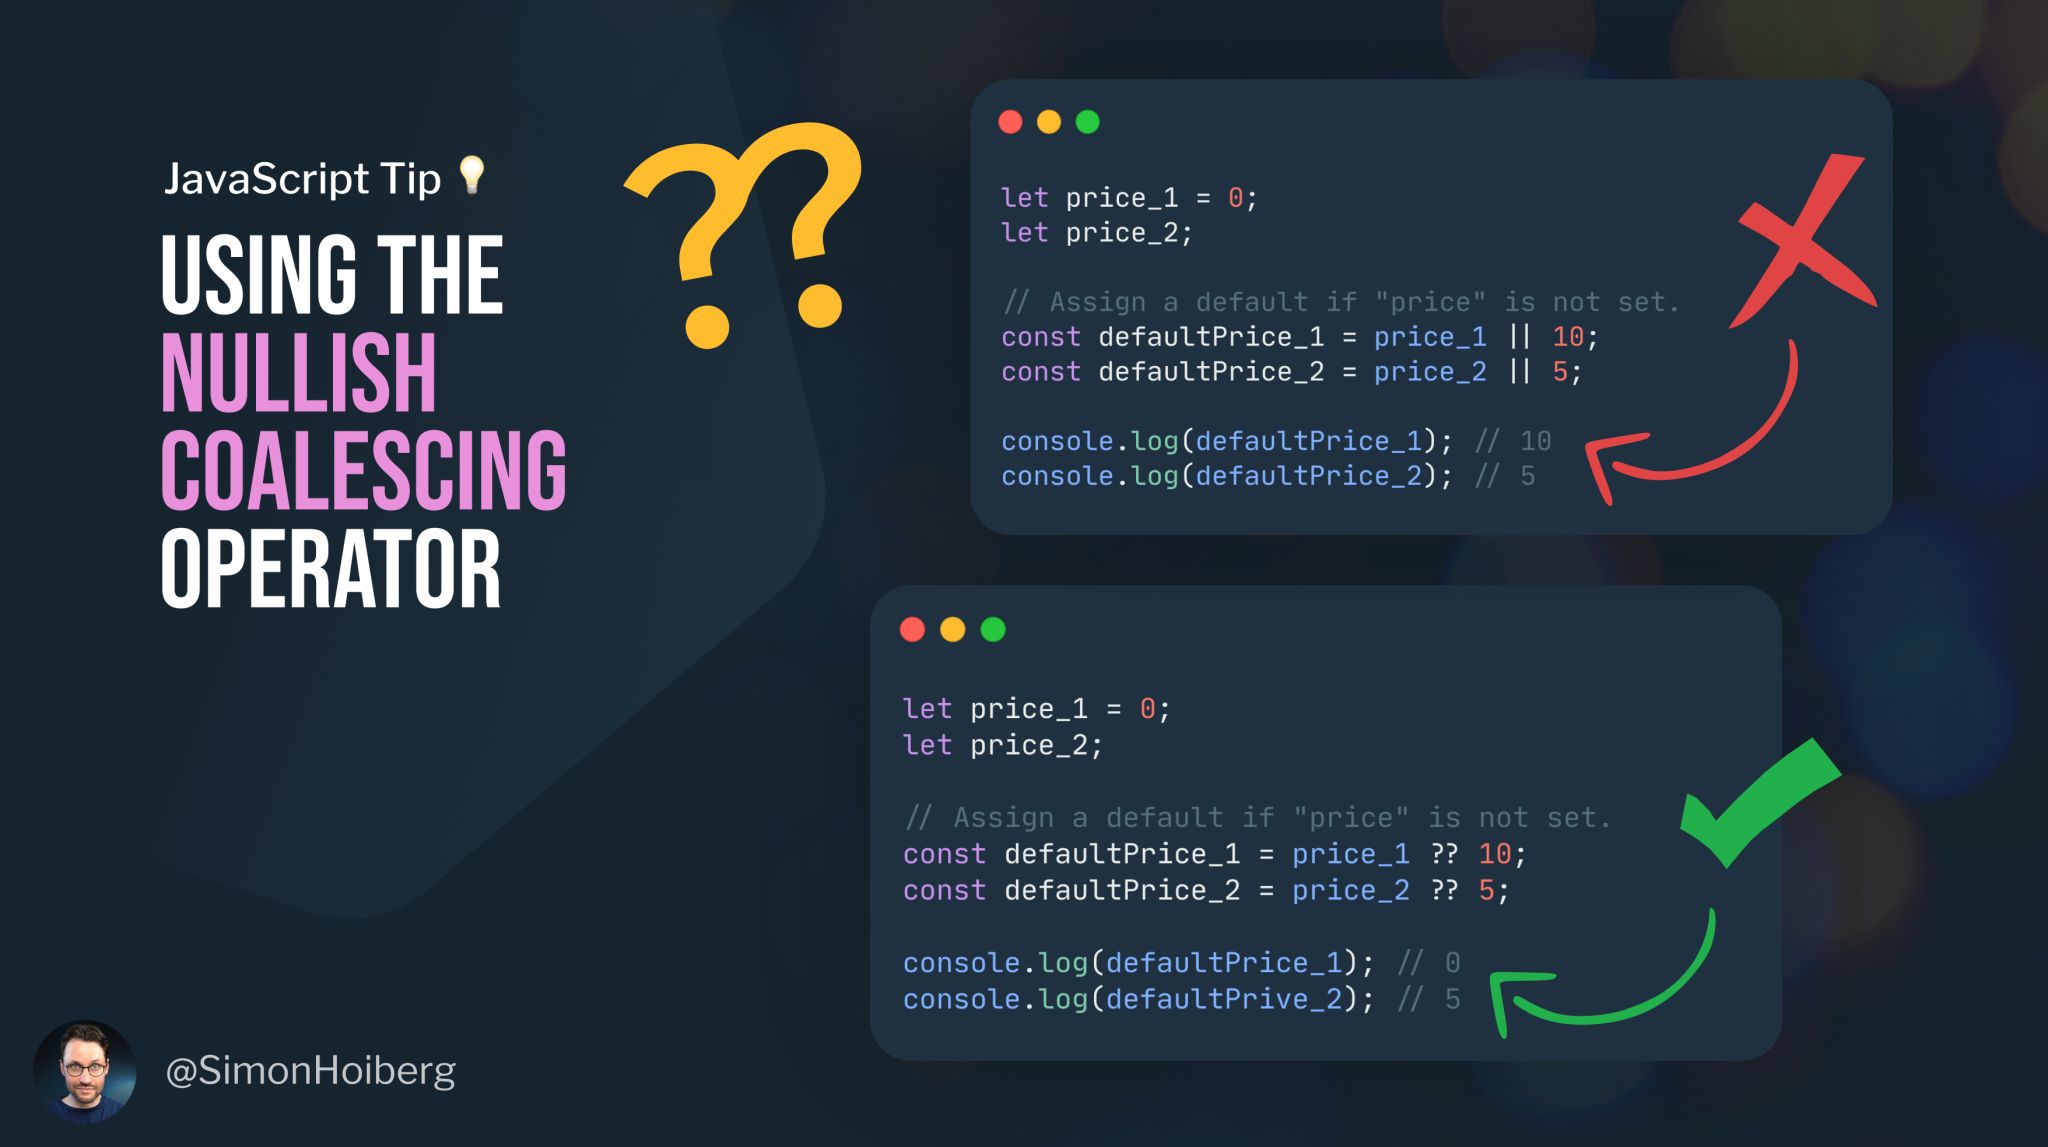 JavaScript Tip 💡
USING THE
NULLISH
COALESCING
OPERATOR
??
let price_1 = 0;
let price_2;
// Assign a default if "price" is not set.
const defaultPrice_1 = price_1 || 10;
const defaultPrice_2 = price_2 || 5;
console.log(defaultPrice_1); // 10
console.log(defaultPrice_2); // 5
let price_1 = 0;
let price_2;
// Assign a default if "price" is not set.
const defaultPrice_1 = price_1 ?? 10;
const defaultPrice_2 = price_2 ?? 5;
console.log(defaultPrice_1); // 0
console.log(defaultPrive_2); // 5
@SimonHoiberg